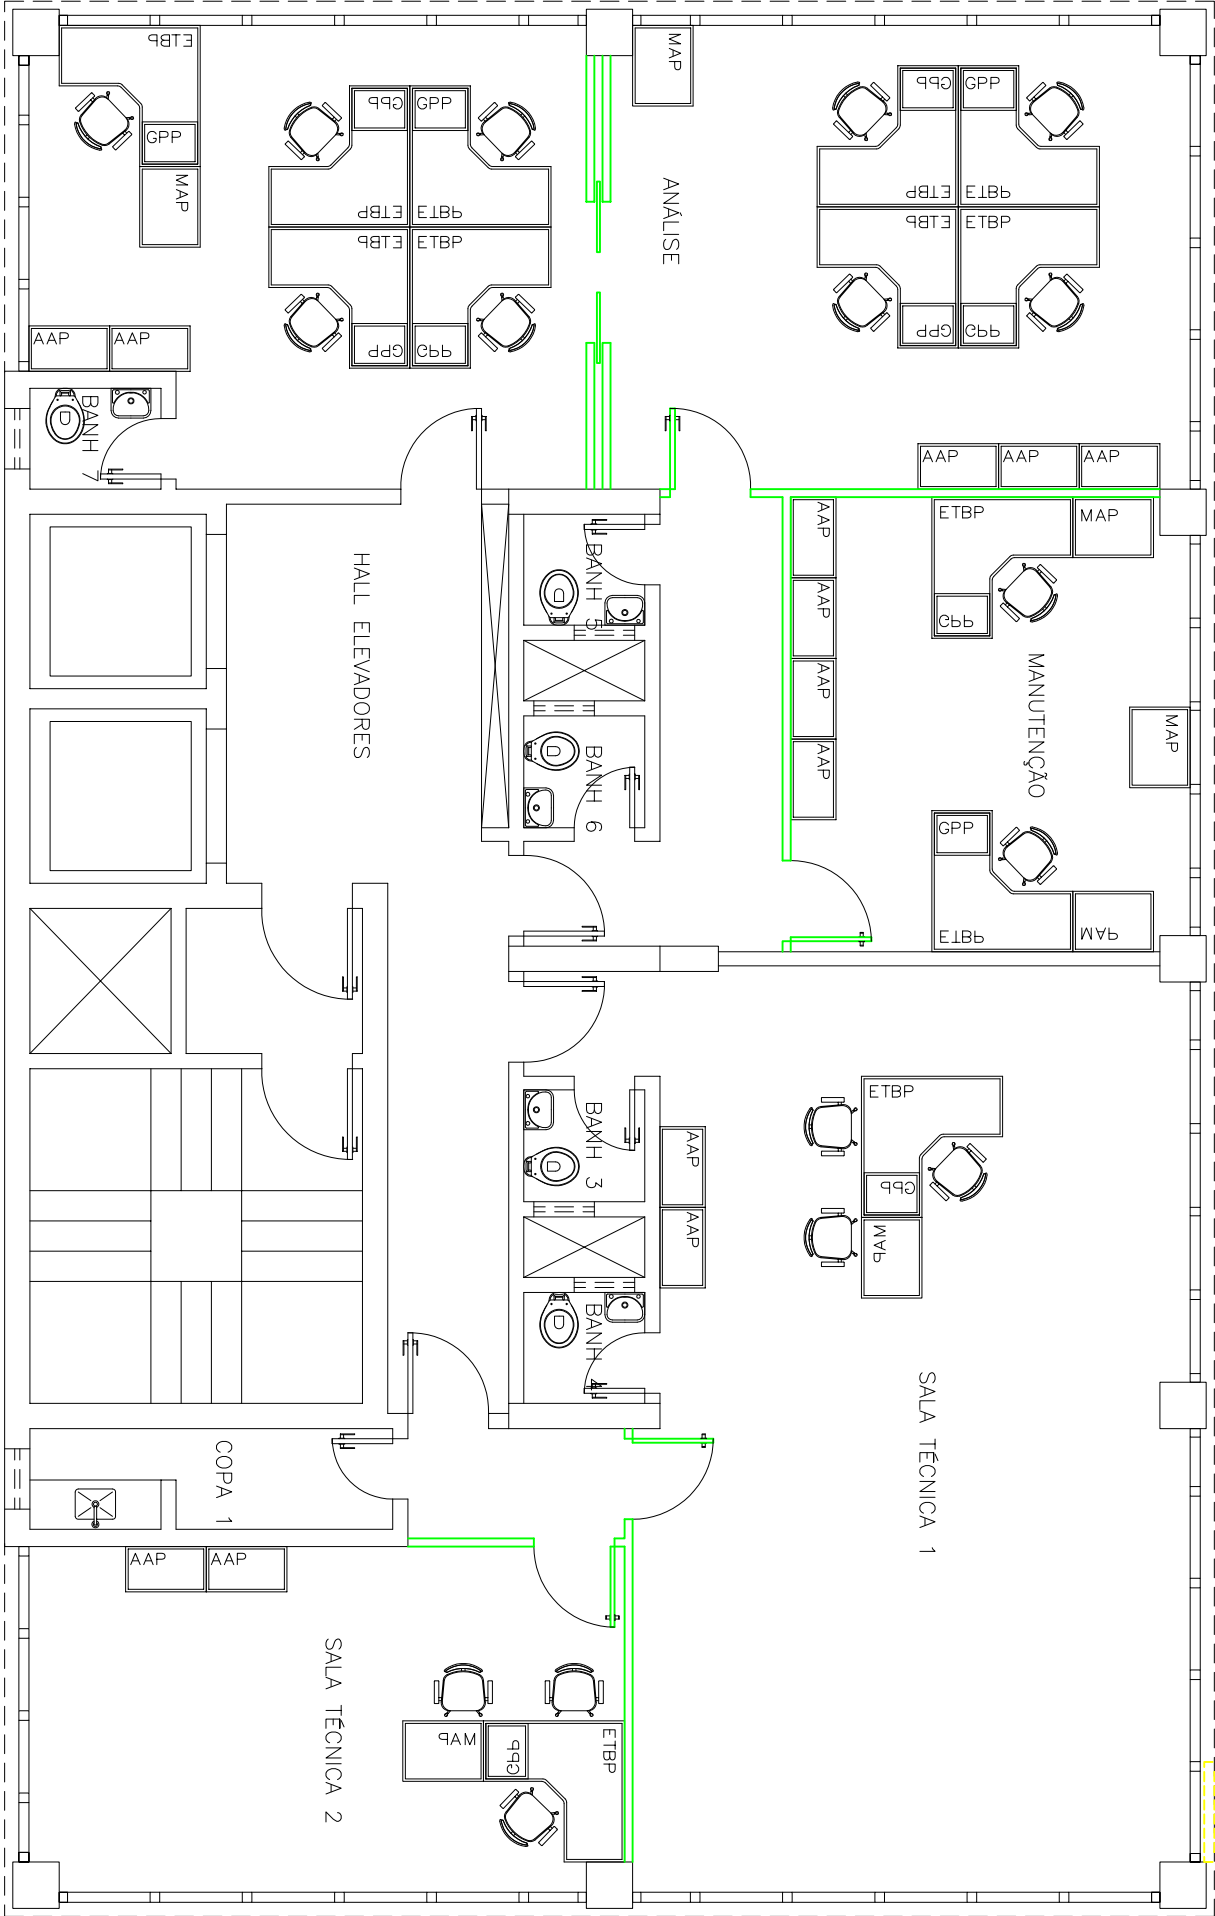 ETBP
GPP
MAP
AAP
AAP
BANH 7
GPP
GPP
ETBP
ETBP
ETBP
ETBP
GPP
GPP
MAP
ANÁLISE
GPP
GPP
ETBP
ETBP
ETBP
ETBP
GPP
GPP
AAP
AAP
AAP
HALL ELEVADORES
BANH 5
BANH 6
AAP
AAP
AAP
AAP
ETBP
MAP
GPP
MANUTENÇÃO
MAP
GPP
ETBP
MAP
BANH 3
BANH 4
AAP
AAP
ETBP
GPP
MAP
SALA TÉCNICA 1
COPA 1
AAP
AAP
SALA TÉCNICA 2
MAP
GPP
ETBP